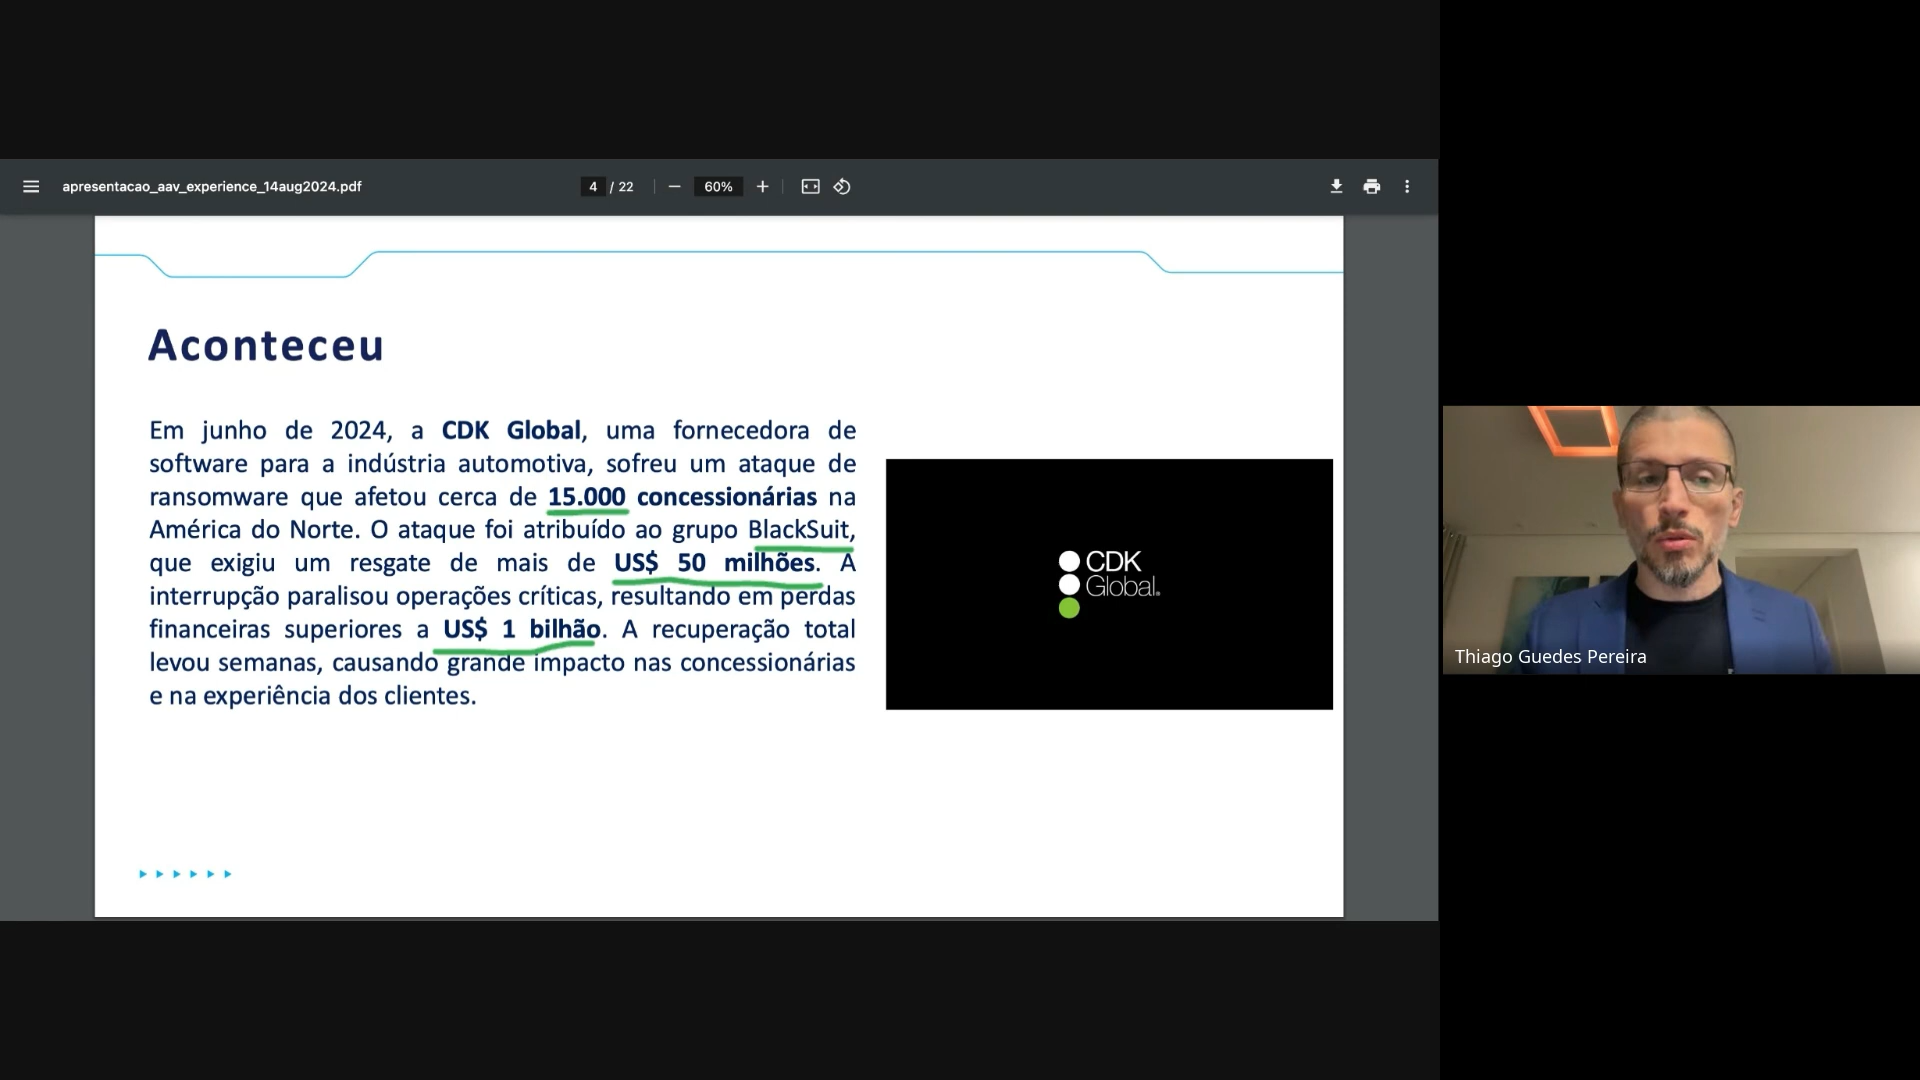 apresentacao_aav_experience_14aug2024.pdf
4 / 22
60%
Aconteceu
Em junho de 2024, a CDK Global, uma fornecedora de
software para a indústria automotiva, sofreu um ataque de
ransomware que afetou cerca de 15.000 concessionárias na
América do Norte. O ataque foi atribuído ao grupo BlackSuit,
que exigiu um resgate de mais de US$ 50 milhões. A
interrupção paralisou operações críticas, resultando em perdas
financeiras superiores a US$ 1 bilhão. A recuperação total
levou semanas, causando grande impacto nas concessionárias
e na experiência dos clientes.
CDK
Global.
Thiago Guedes Pereira